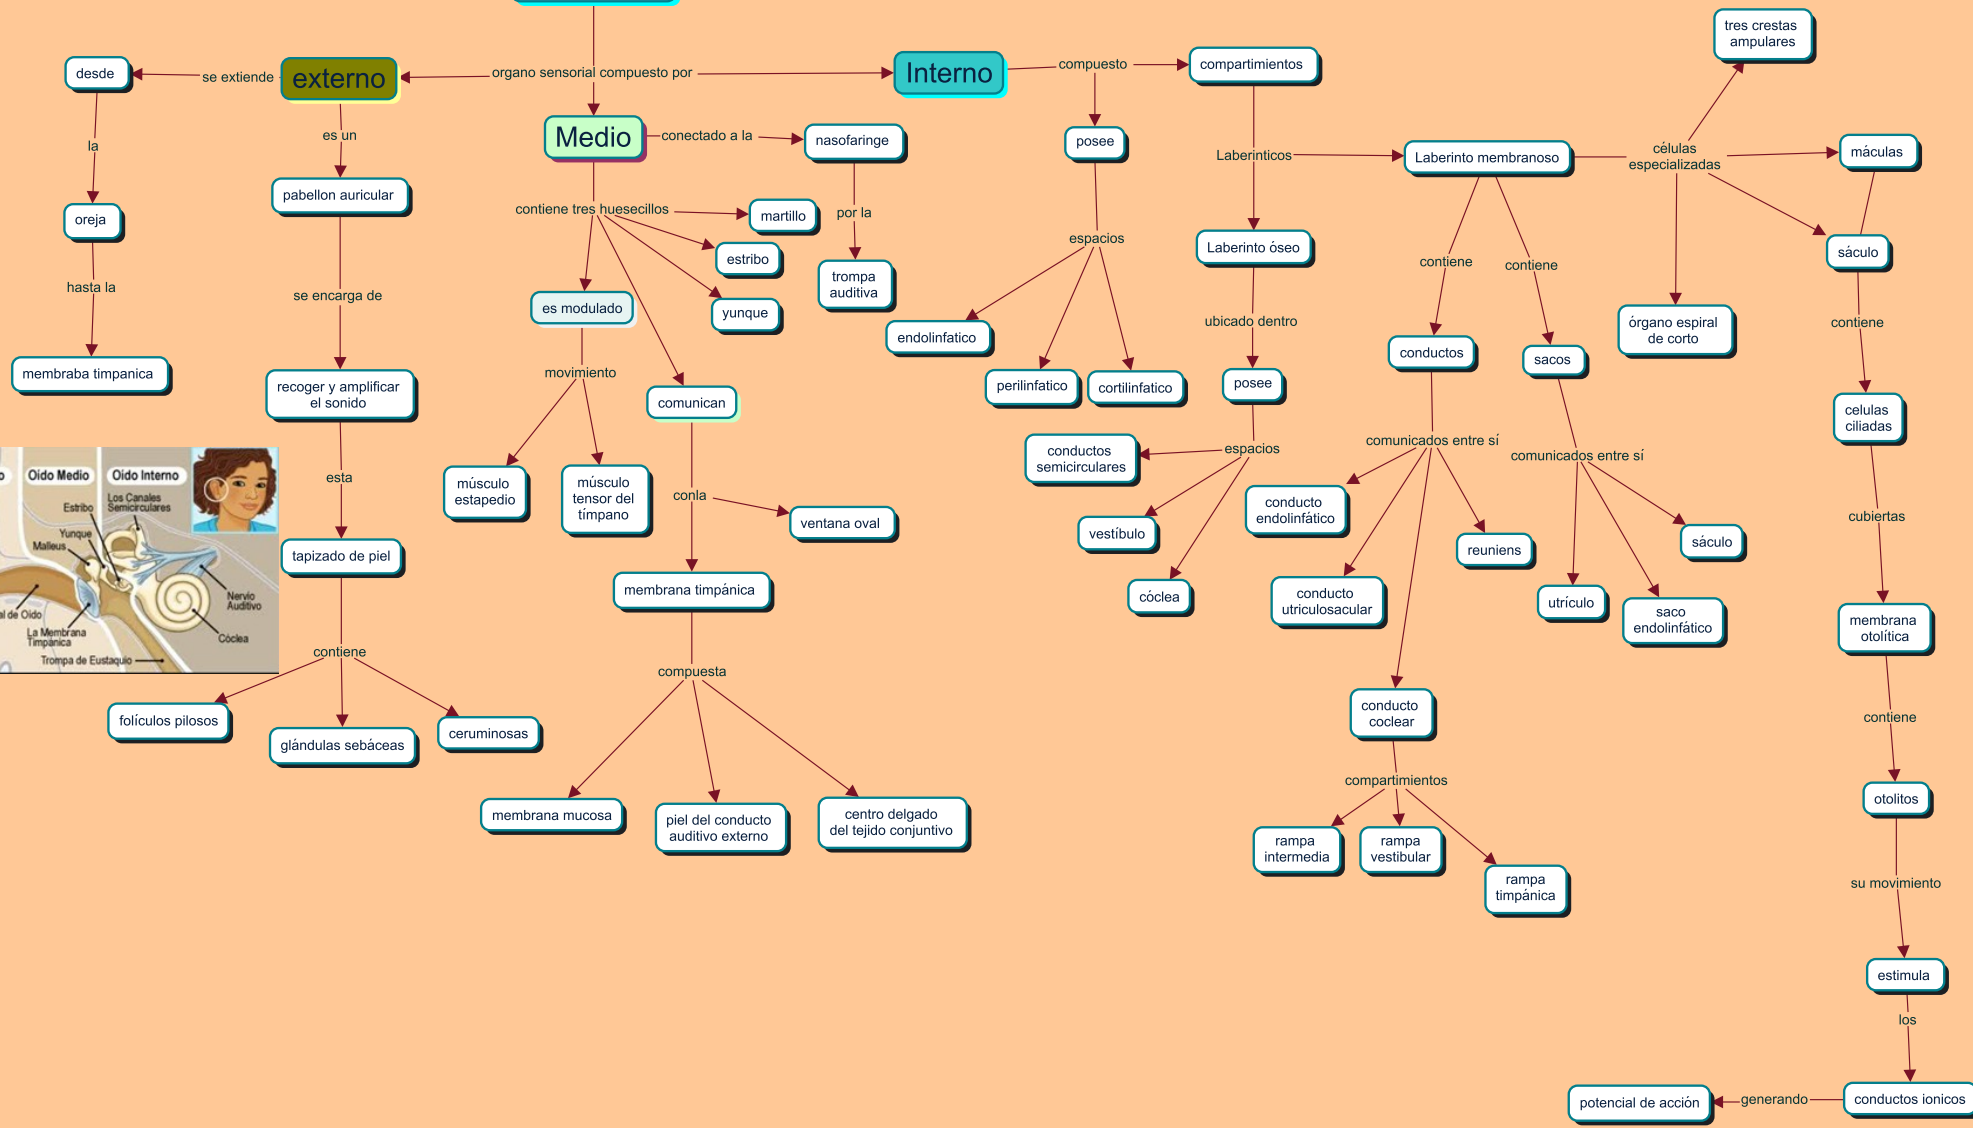 organo sensorial compuesto por
externo
se extiende
desde
la
oreja
hasta la
membraba timpanica
es un
pabellon auricular
se encarga de
recoger y amplificar
el sonido
esta
tapizado de piel
contiene
folículos pilosos
glándulas sebáceas
ceruminosas
Oido Medio
Oido Interno
Los Canales
Semicirculares
Estribo
Yunque
Malleus
al de Oido
La Membrana
Timpánica
Trompa de Eustaquio
Nervio
Auditivo
Cóclea
Medio
conectado a la
nasofaringe
por la
trompa
auditiva
contiene tres huesecillos
martillo
estribo
yunque
es modulado
movimiento
músculo
estapedio
músculo
tensor del
tímpano
comunican
conla
ventana oval
membrana timpánica
compuesta
membrana mucosa
piel del conducto
auditivo externo
centro delgado
del tejido conjuntivo
Interno
compuesto
posee
espacios
endolinfatico
perilinfatico
cortilinfatico
compartimientos
Laberinticos
Laberinto óseo
ubicado dentro
posee
espacios
conductos
semicirculares
vestíbulo
cóclea
Laberinto membranoso
contiene
conductos
comunicados entre sí
conducto
endolinfático
conducto
utriculosacular
reuniens
conducto
coclear
compartimientos
rampa
intermedia
rampa
vestibular
rampa
timpánica
contiene
sacos
comunicados entre sí
utrículo
saco
endolinfático
sáculo
células
especializadas
tres crestas
ampulares
máculas
órgano espiral
de corto
sáculo
contiene
celulas
ciliadas
cubiertas
membrana
otolítica
contiene
otolitos
su movimiento
estimula
los
conductos ionicos
generando
potencial de acción